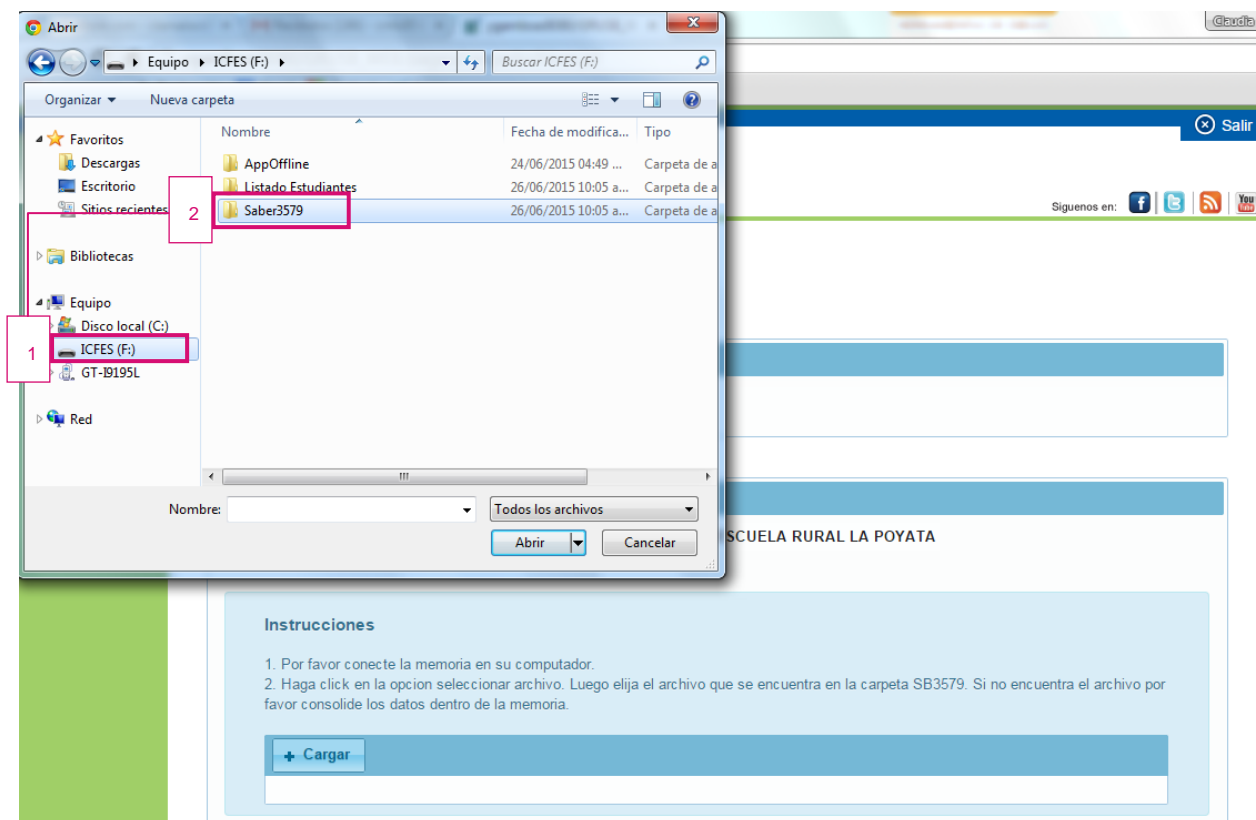 Abrir
Claudia
Equipo ICFES (F:)
Buscar ICFES (F:)
Organizar Nueva carpeta
Nombre Fecha de modifica... Tipo
Favoritos
Descargas
Escritorio
Sitios recientes
Bibliotecas
Equipo
Disco local (C:)
ICFES (F:)
GT-I9195L
Red
AppOffline 24/06/2015 04:49 ... Carpeta de a
Listado Estudiantes 26/06/2015 10:05 a... Carpeta de a
2
Saber3579 26/06/2015 10:05 a... Carpeta de a
1
Nombre: Todos los archivos
Abrir Cancelar
Salir
Siguenos en: You Tube
SCUELA RURAL LA POYATA
Instrucciones
1. Por favor conecte la memoria en su computador.
2. Haga click en la opcion seleccionar archivo. Luego elija el archivo que se encuentra en la carpeta SB3579. Si no encuentra el archivo por
favor consolide los datos dentro de la memoria.
+ Cargar